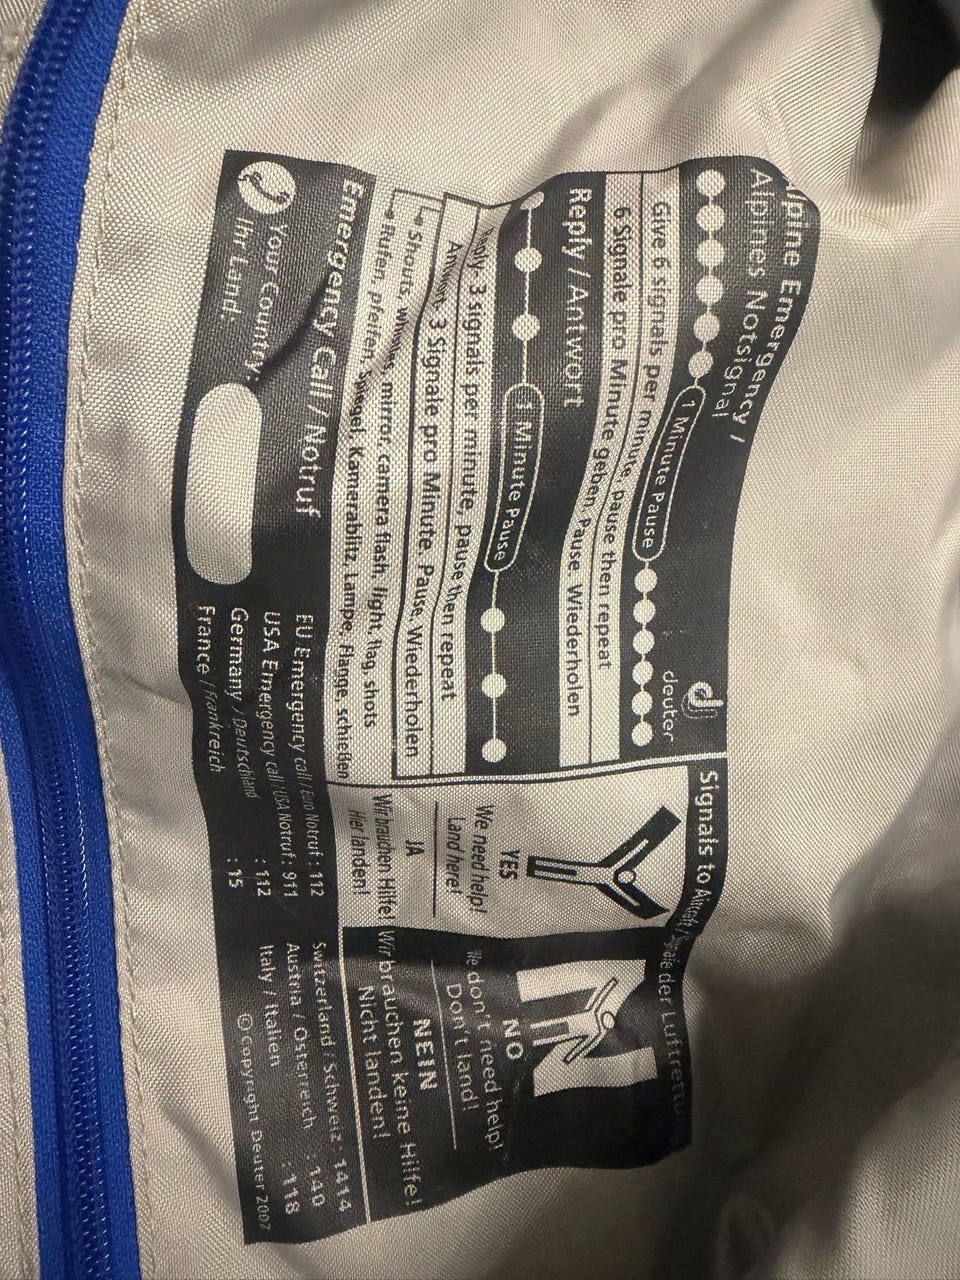 Alpine Emergency /
Alpines Notsignal
1 Minute Pause
deuter
Give 6 signals per minute, pause then repeat
6 Signale pro Minute geben, Pause, Wiederholen
Reply / Antwort
1 Minute Pause
3 signals per minute, pause then repeat
3 Signale pro Minute, Pause, Wiederholen
Shouts, mirror, camera flash, light, flag, shots
Rufen, pfeifen, Spiegel, Kamerablitz, Lampe, Flagge, schießen
Signals to Aircraft / der Luftrettung
YES
We need help!
Land here!
JA
Wir brauchen Hilfe!
Hier landen!
N
NO
We don't need help!
Don't land!
NEIN
Wir brauchen keine Hilfe!
Nicht landen!
Emergency Call / Notruf
Your Country:
Ihr Land:
EU Emergency call / Euro Notruf : 112
USA Emergency call / USA Notruf : 911
Germany / Deutschland : 112
France / Frankreich : 15
Switzerland / Schweiz : 1414
Austria / Österreich : 140
Italy / Italien : 118
© Copyright Deuter 2007